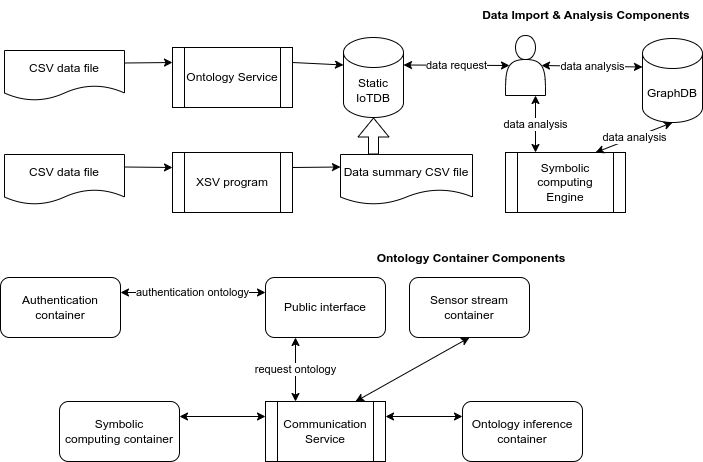 Data Import & Analysis Components
CSV data file
Ontology Service
Static
IoTDB
data request
data analysis
GraphDB
data analysis
data analysis
CSV data file
XSV program
Data summary CSV file
Symbolic
computing
Engine
Ontology Container Components
Authentication
container
authentication ontology
Public interface
Sensor stream
container
request ontology
Symbolic
computing container
Communication
Service
Ontology inference
container